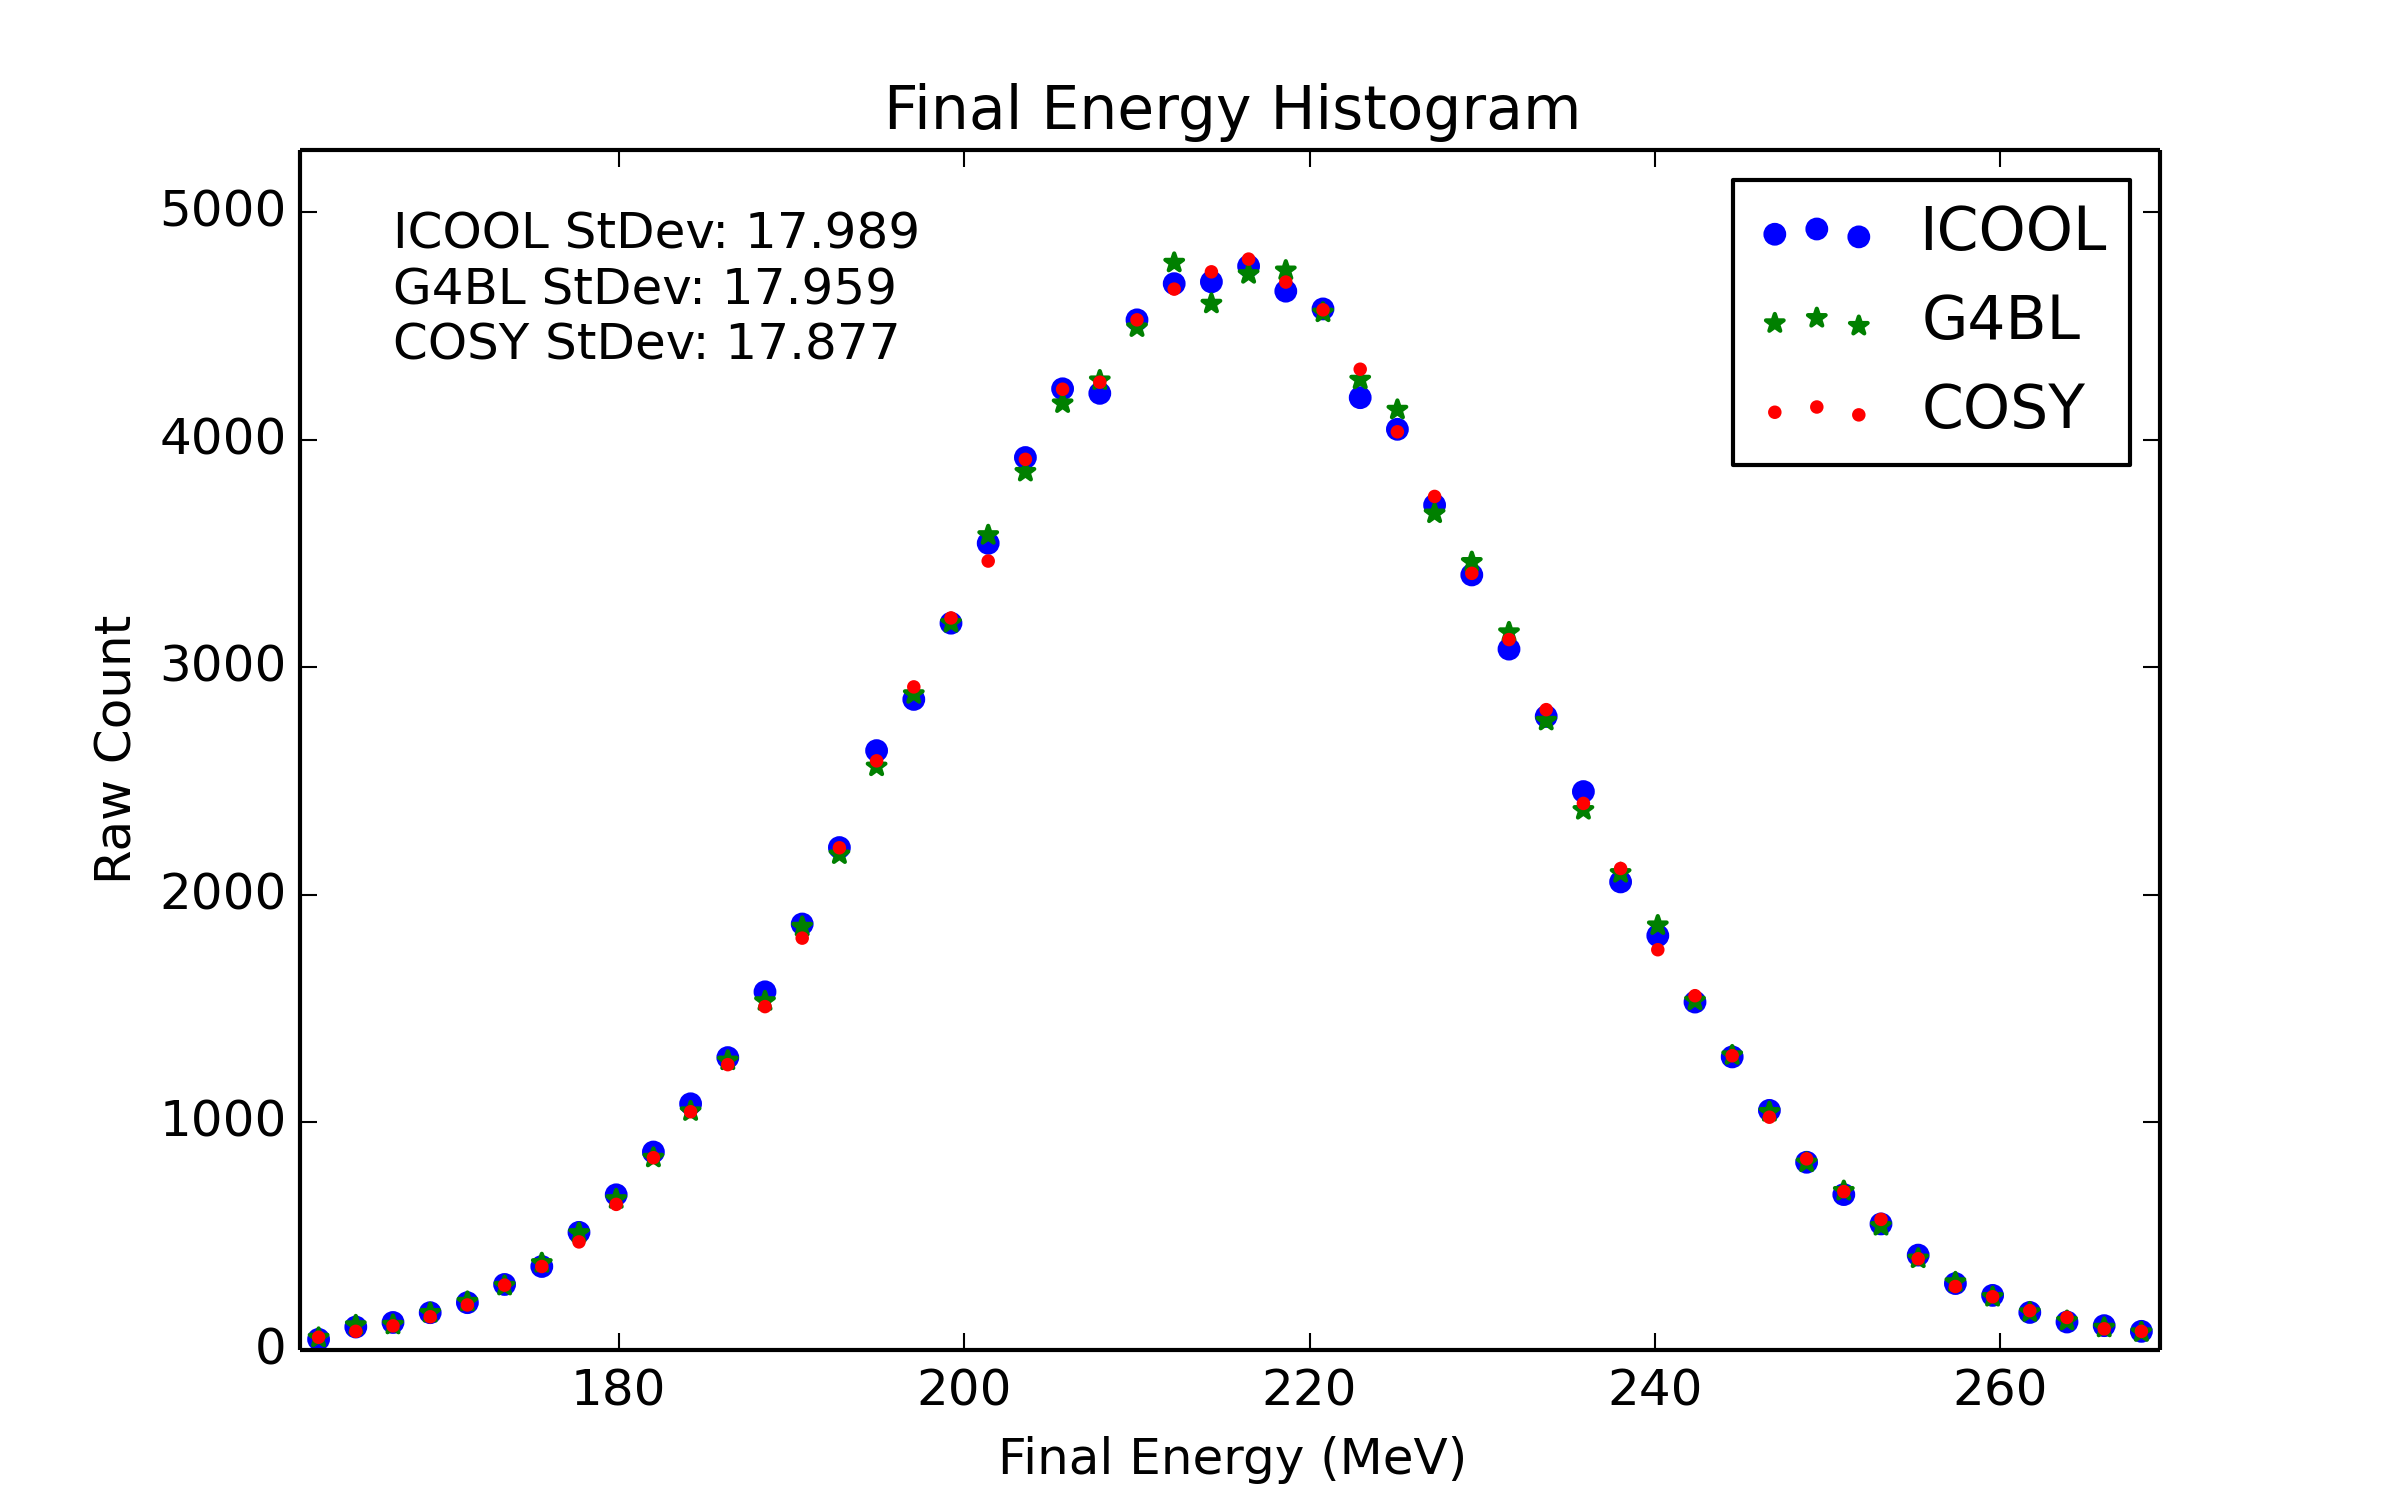 Final Energy Histogram
ICOOL StDev: 17.989
G4BL StDev: 17.959
COSY StDev: 17.877
ICOOL
G4BL
COSY
Raw Count
5000
4000
3000
2000
1000
0
180 200 220 240 260
Final Energy (MeV)